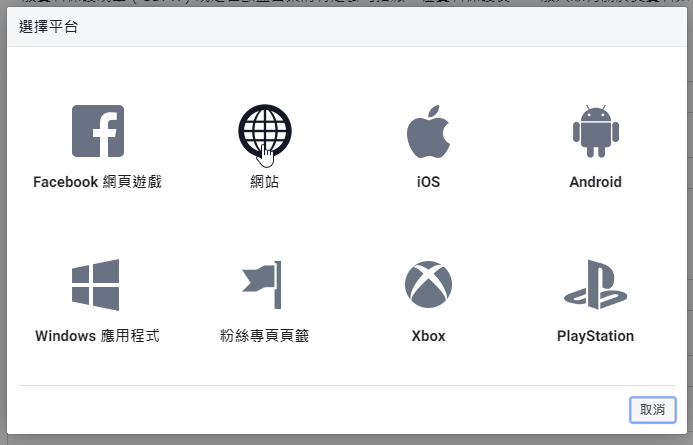 選擇平台
Facebook 網頁遊戲
網站
iOS
Android
Windows 應用程式
粉絲專頁頁籤
Xbox
PlayStation
取消